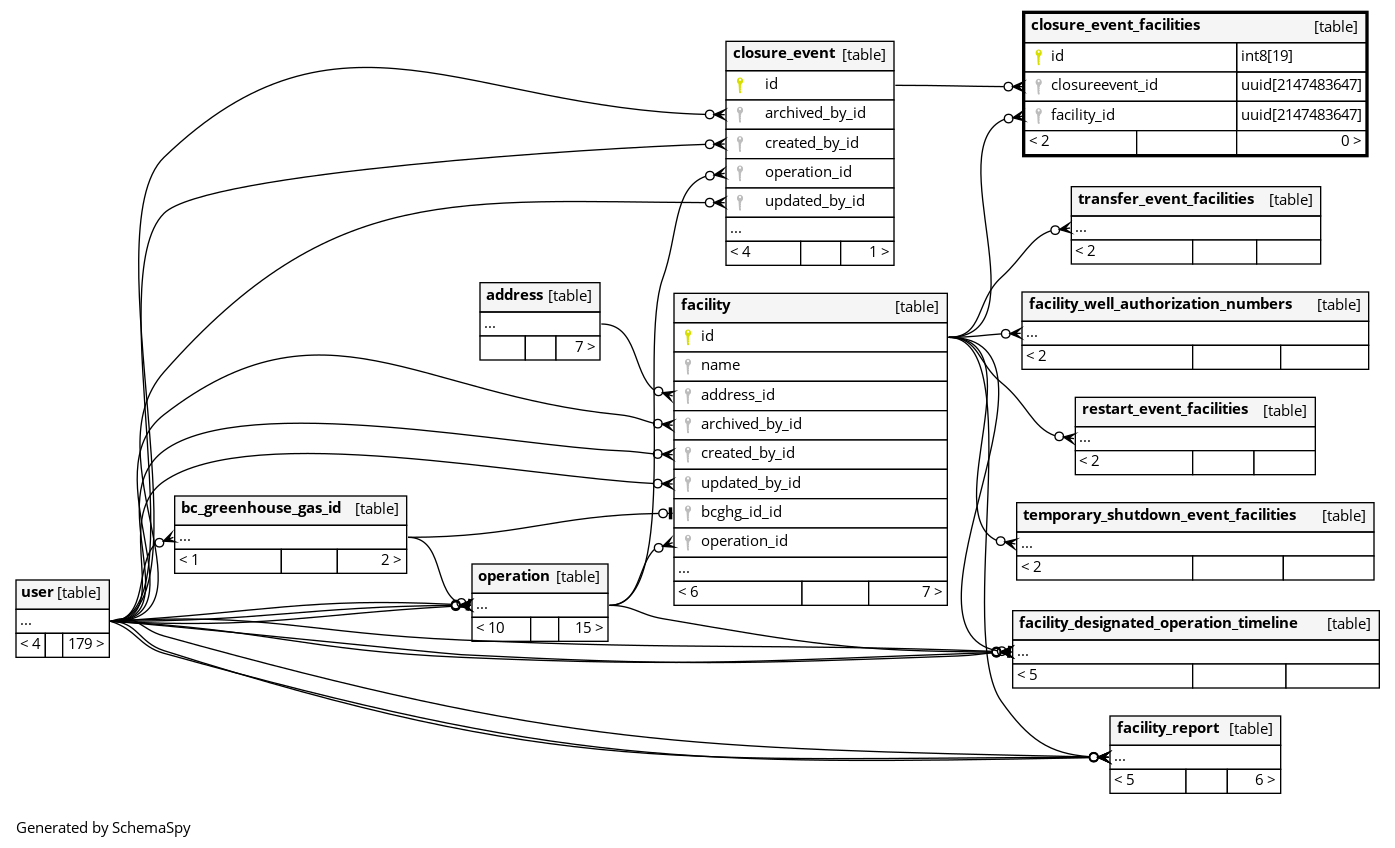 closure_event_facilities [table]
id int8[19]
closureevent_id uuid[2147483647]
facility_id uuid[2147483647]
< 2 0 >
closure_event [table]
id
archived_by_id
created_by_id
operation_id
updated_by_id
...
< 4 1 >
transfer_event_facilities [table]
...
< 2
address [table]
...
7 >
facility [table]
id
name
address_id
archived_by_id
created_by_id
updated_by_id
bcghg_id_id
operation_id
...
< 6 7 >
facility_well_authorization_numbers [table]
...
< 2
restart_event_facilities [table]
...
< 2
bc_greenhouse_gas_id [table]
...
< 1 2 >
temporary_shutdown_event_facilities [table]
...
< 2
operation [table]
...
< 10 15 >
user [table]
...
< 4 179 >
facility_designated_operation_timeline [table]
...
< 5
facility_report [table]
...
< 5 6 >
Generated by SchemaSpy